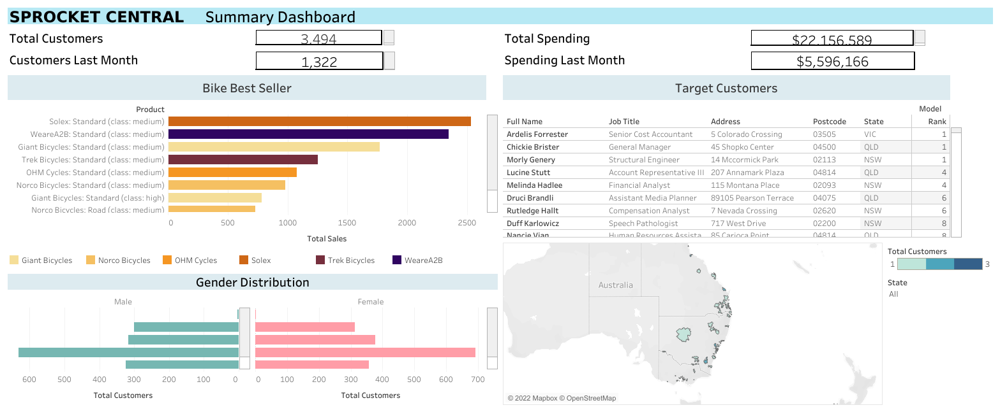 SPROCKET CENTRAL Summary Dashboard
Total Customers 3,494 Total Spending $22,156,589
Customers Last Month 1,322 Spending Last Month $5,596,166
Bike Best Seller
Product
Solex: Standard (class: medium)
WeareA2B: Standard (class: medium)
Giant Bicycles: Standard (class: medium)
Trek Bicycles: Standard (class: medium)
OHM Cycles: Standard (class: medium)
Norco Bicycles: Standard (class: medium)
Giant Bicycles: Standard (class: high)
Norco Bicycles: Road (class: medium)
0 500 1000 1500 2000 2500
Total Sales
Giant Bicycles Norco Bicycles OHM Cycles Solex Trek Bicycles WeareA2B
Gender Distribution
Male Female
600 500 400 300 200 100 0 0 100 200 300 400 500 600 700
Total Customers Total Customers
Target Customers
Model
Full Name Job Title Address Postcode State Rank
Ardelis Forrester Senior Cost Accountant 5 Colorado Crossing 03505 VIC 1
Chickie Brister General Manager 45 Shopko Center 04500 QLD 1
Morly Genery Structural Engineer 14 Mccormick Park 02113 NSW 1
Lucine Stutt Account Representative III 207 Annamark Plaza 04814 QLD 4
Melinda Hadlee Financial Analyst 115 Montana Place 02093 NSW 4
Druci Brandli Assistant Media Planner 89105 Pearson Terrace 04075 QLD 6
Rutledge Hallt Compensation Analyst 7 Nevada Crossing 02620 NSW 6
Duff Karlowicz Speech Pathologist 717 West Drive 02200 NSW 8
Nancie Vian Human Resources Assista.. 85 Carioca Point 04814 QLD 8
Australia
© 2022 Mapbox © OpenStreetMap
Total Customers
1 3
State
All